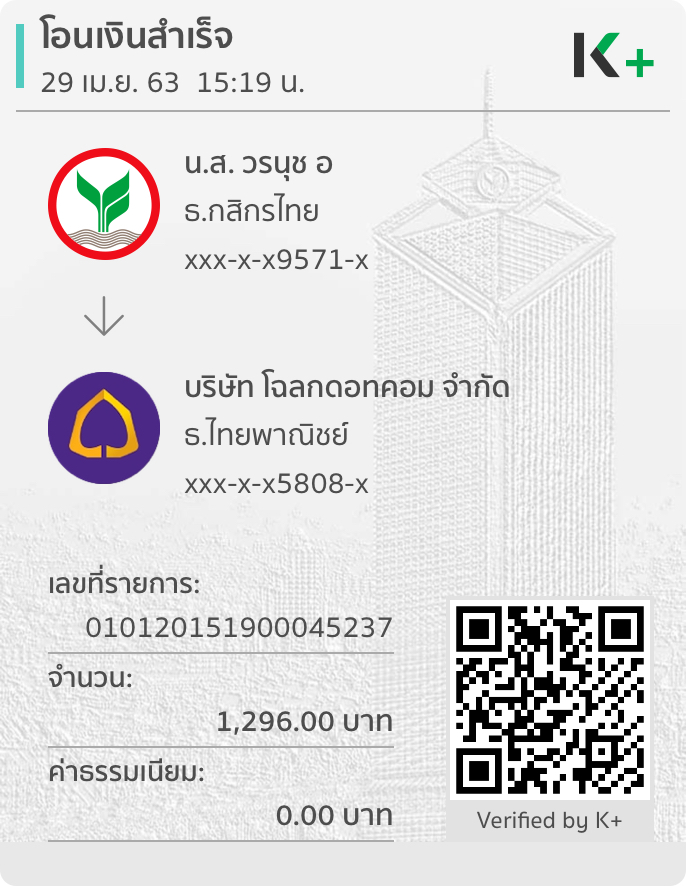 โอนเงินสำเร็จ
29 เม.ย. 63 15:19 น.
K+
น.ส. วรนุช อ
ธ.กสิกรไทย
xxx-x-x9571-x
บริษัท โฉลกดอทคอม จำกัด
ธ.ไทยพาณิชย์
xxx-x-x5808-x
เลขที่รายการ:
010120151900045237
จำนวน:
1,296.00 บาท
ค่าธรรมเนียม:
0.00 บาท
Verified by K+